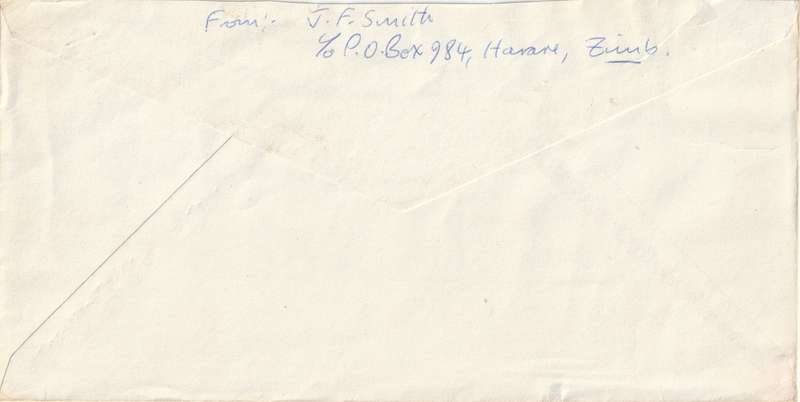 From:- J. F. Smith
c/o P.O. Box 984, Harare, Zimb.